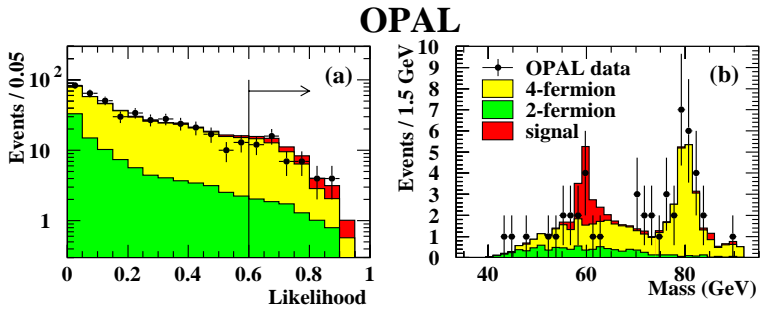 OPAL
Events / 0.05
10²
10
1
(a)
0 0.2 0.4 0.6 0.8 1
Likelihood
Events / 1.5 GeV
10
9
8
7
6
5
4
3
2
1
0
OPAL data
4-fermion
2-fermion
signal
(b)
40 60 80
Mass (GeV)